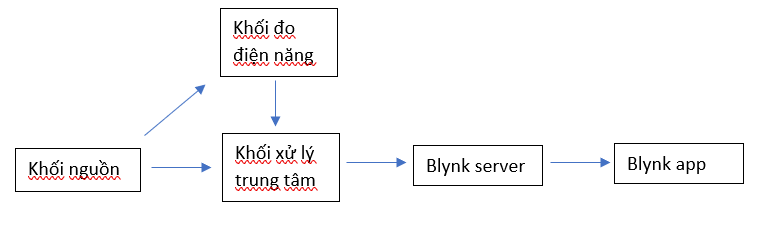 Khối đo
điện năng
Khối nguồn
Khối xử lý
trung tâm
Blynk server
Blynk app